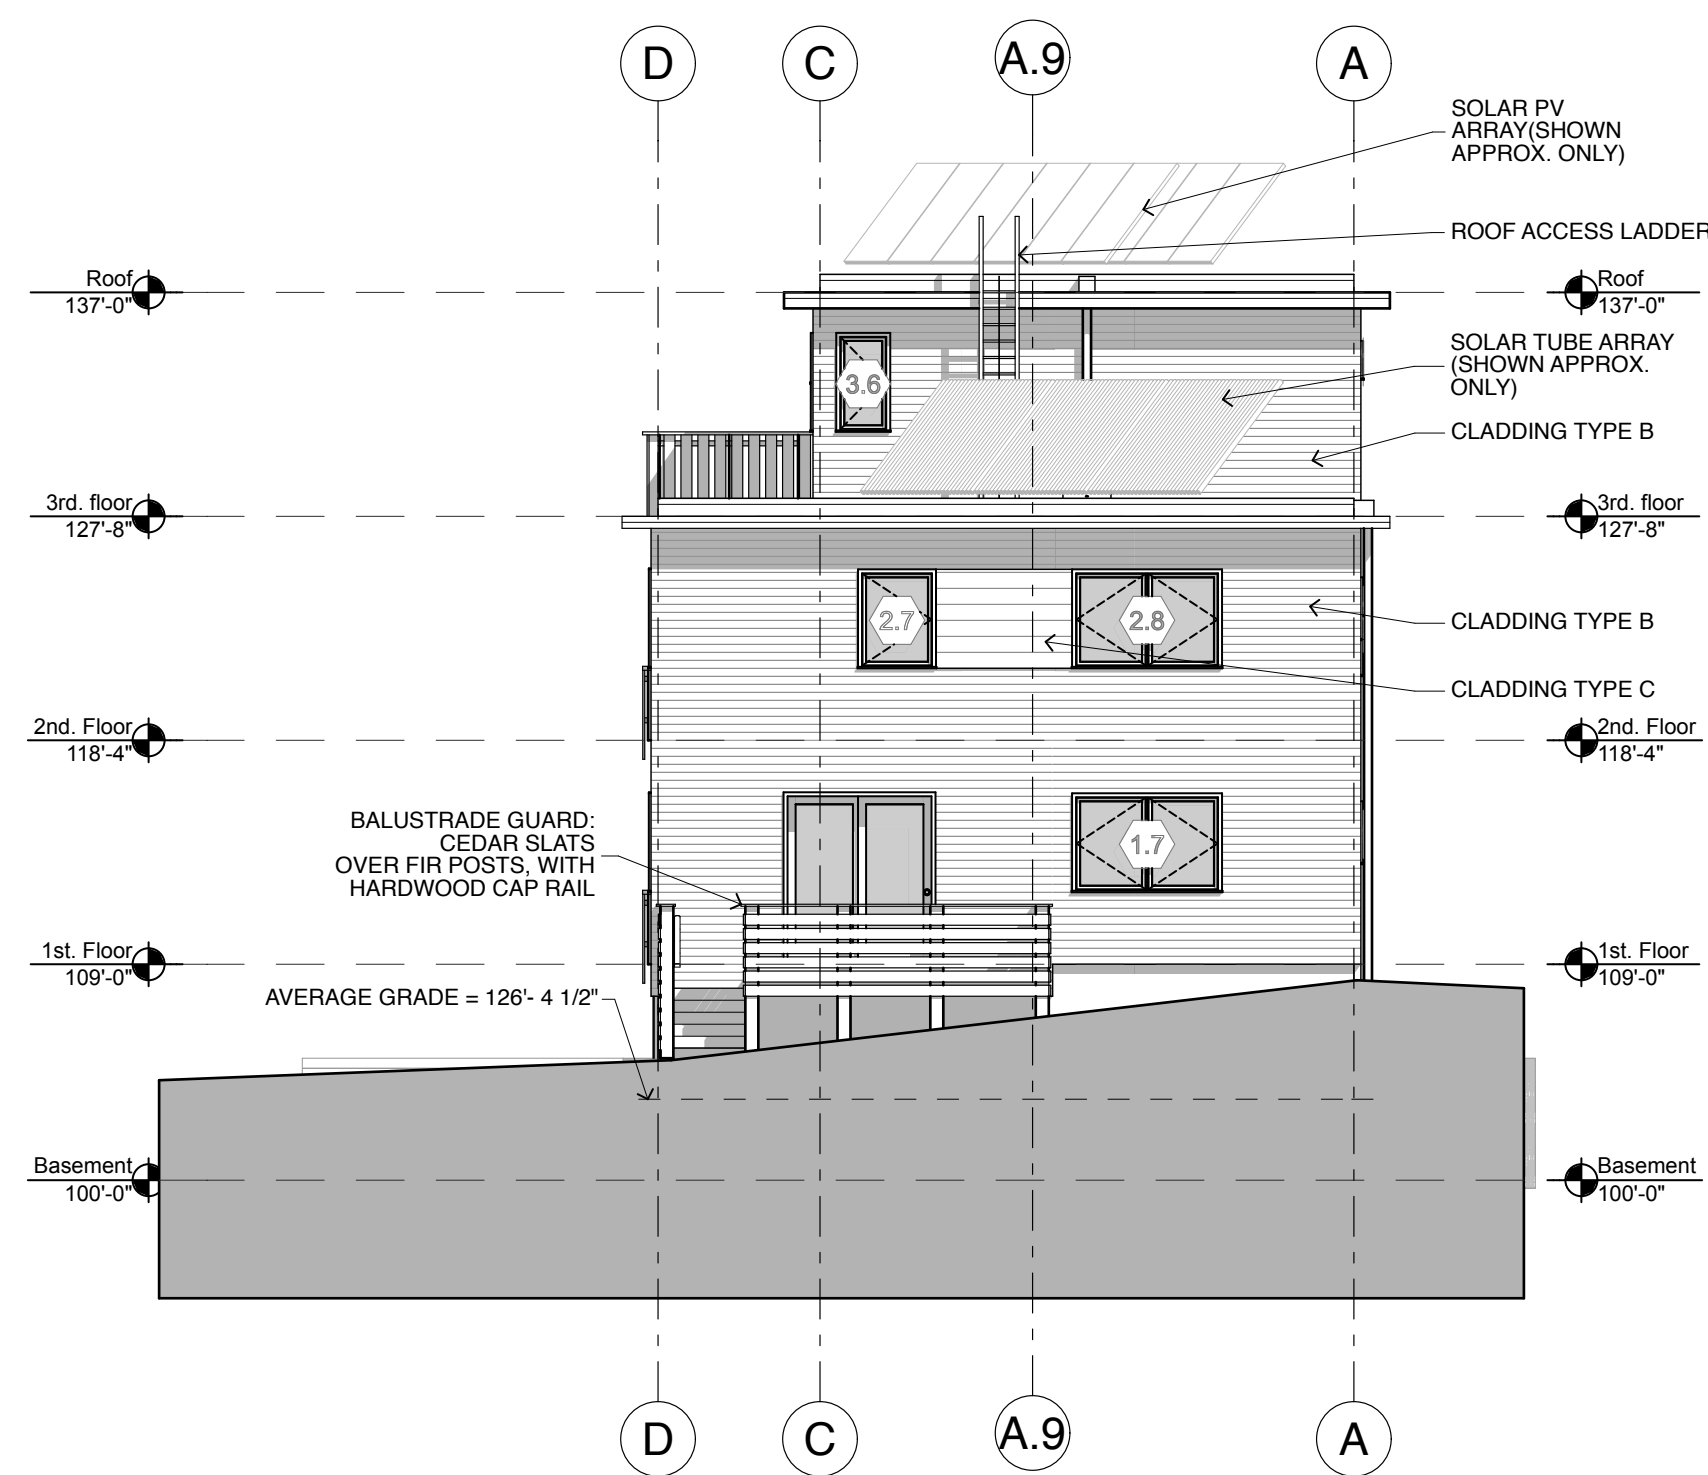 D
C
A.9
A
SOLAR PV
ARRAY(SHOWN
APPROX. ONLY)
ROOF ACCESS LADDER
Roof
137'-0"
Roof
137'-0"
SOLAR TUBE ARRAY
(SHOWN APPROX.
ONLY)
3.6
CLADDING TYPE B
3rd. floor
127'-8"
3rd. floor
127'-8"
2.7
2.8
CLADDING TYPE B
CLADDING TYPE C
2nd. Floor
118'-4"
2nd. Floor
118'-4"
BALUSTRADE GUARD:
CEDAR SLATS
OVER FIR POSTS, WITH
HARDWOOD CAP RAIL
1.7
1st. Floor
109'-0"
1st. Floor
109'-0"
AVERAGE GRADE = 126'- 4 1/2"
Basement
100'-0"
Basement
100'-0"
D
C
A.9
A